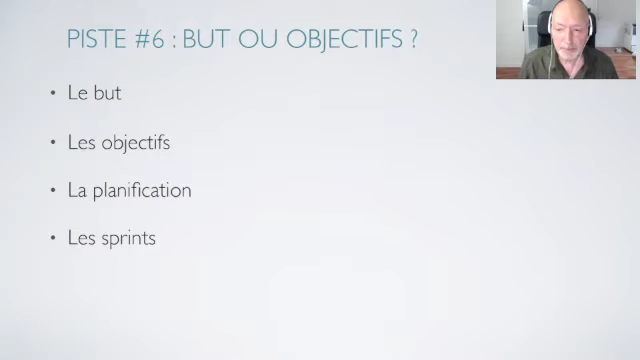 PISTE #6 : BUT OU OBJECTIFS ?
• Le but
• Les objectifs
• La planification
• Les sprints